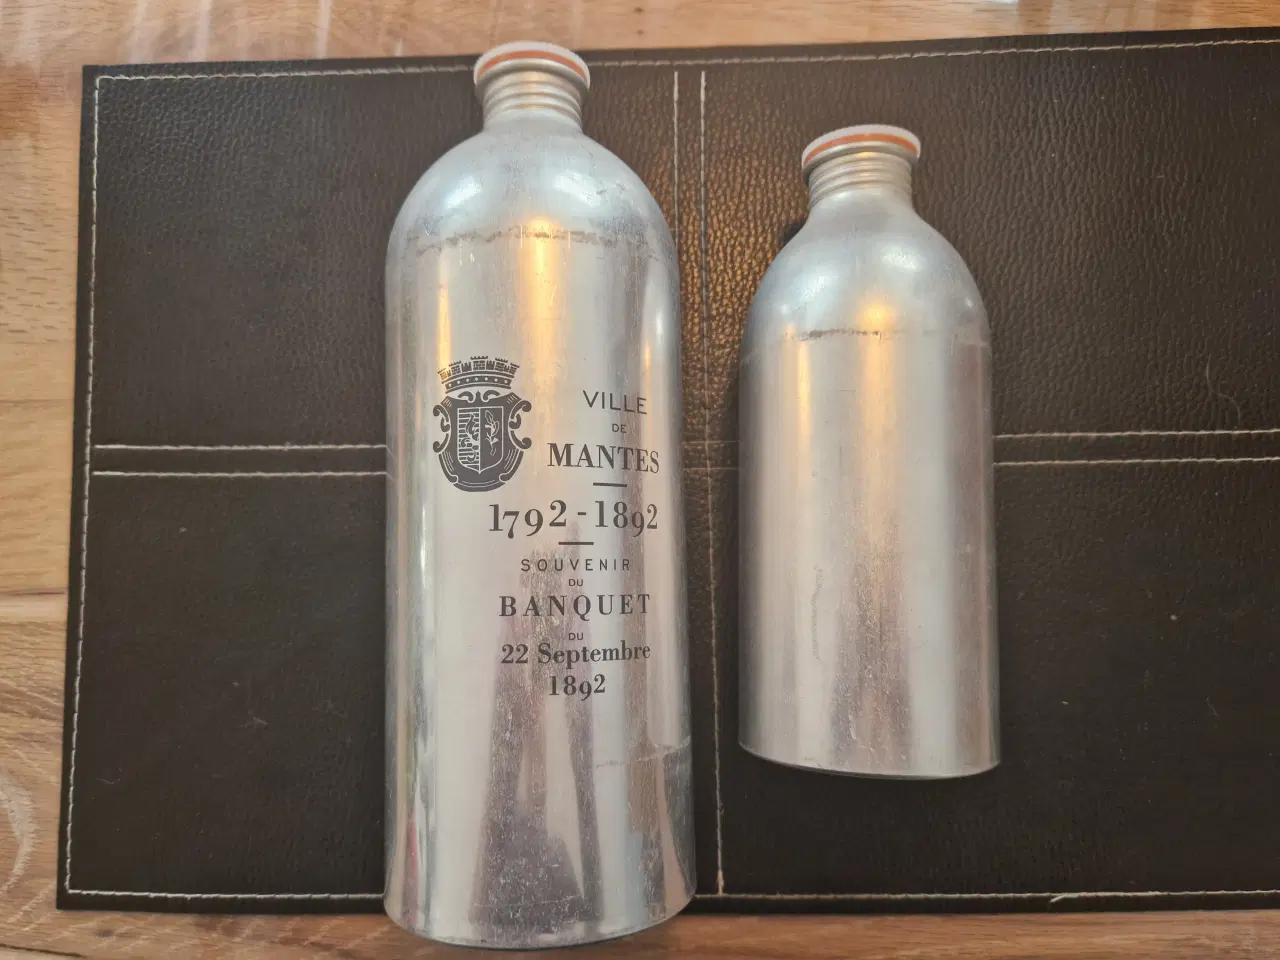 VILLE
DE
MANTES
1792-1892
SOUVENIR
DU
BANQUET
DU
22 Septembre
1892